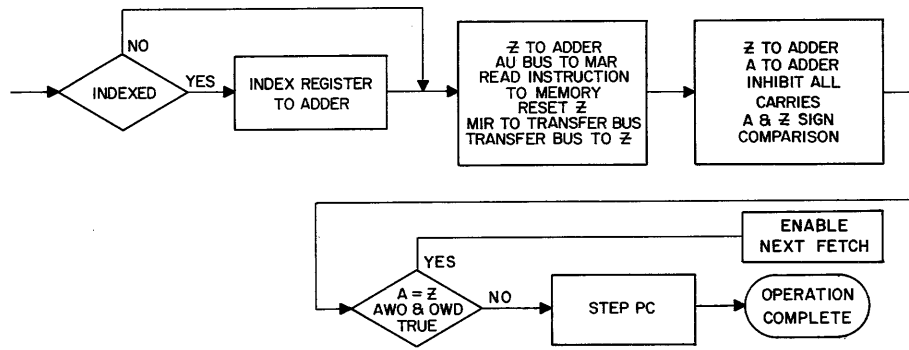 NO
INDEXED
YES
INDEX REGISTER
TO ADDER
Ƶ TO ADDER
AU BUS TO MAR
READ INSTRUCTION
TO MEMORY
RESET Ƶ
MIR TO TRANSFER BUS
TRANSFER BUS TO Ƶ
Ƶ TO ADDER
A TO ADDER
INHIBIT ALL
CARRIES
A & Ƶ SIGN
COMPARISON
YES
ENABLE
NEXT FETCH
A = Ƶ
AWO & OWD
TRUE
NO
STEP PC
OPERATION
COMPLETE